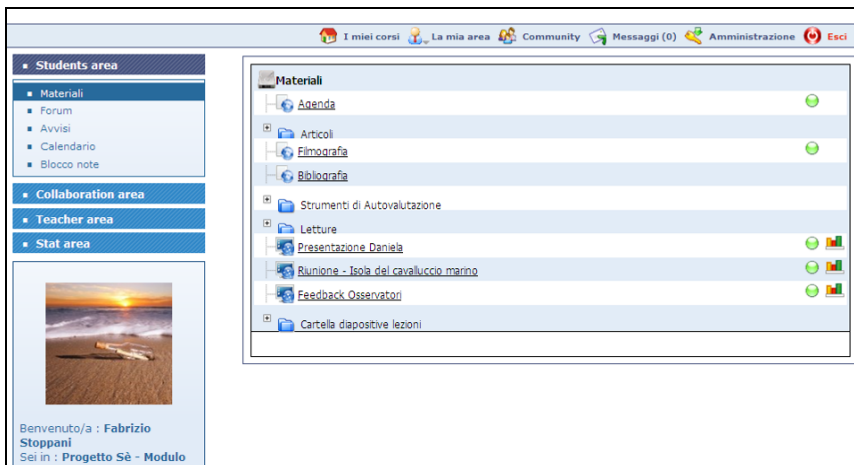 I miei corsi La mia area Community Messaggi (0) Amministrazione Esci
Students area
Materiali
Forum
Avvisi
Calendario
Blocco note
Collaboration area
Teacher area
Stat area
Benvenuto/a : Fabrizio
Stoppani
Sei in : Progetto Sè - Modulo
Materiali
Agenda
Articoli
Filmografia
Bibliografia
Strumenti di Autovalutazione
Letture
Presentazione Daniela
Riunione - Isola del cavalluccio marino
Feedback Osservatori
Cartella diapositive lezioni